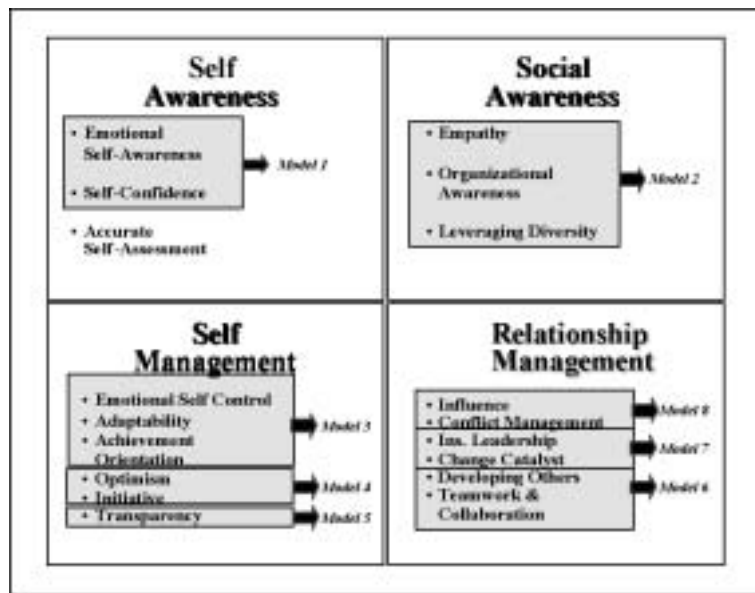 Self
Awareness
• Emotional
Self-Awareness
• Self-Confidence
Model 1
• Accurate
Self-Assessment
Social
Awareness
• Empathy
• Organizational
Awareness
• Leveraging Diversity
Model 2
Self
Management
• Emotional Self Control
• Adaptability
• Achievement
Orientation
Model 3
• Optimism
• Initiative
Model 4
• Transparency
Model 5
Relationship
Management
• Influence
• Conflict Management
Model 8
• Ins. Leadership
• Change Catalyst
Model 7
• Developing Others
• Teamwork &
Collaboration
Model 6